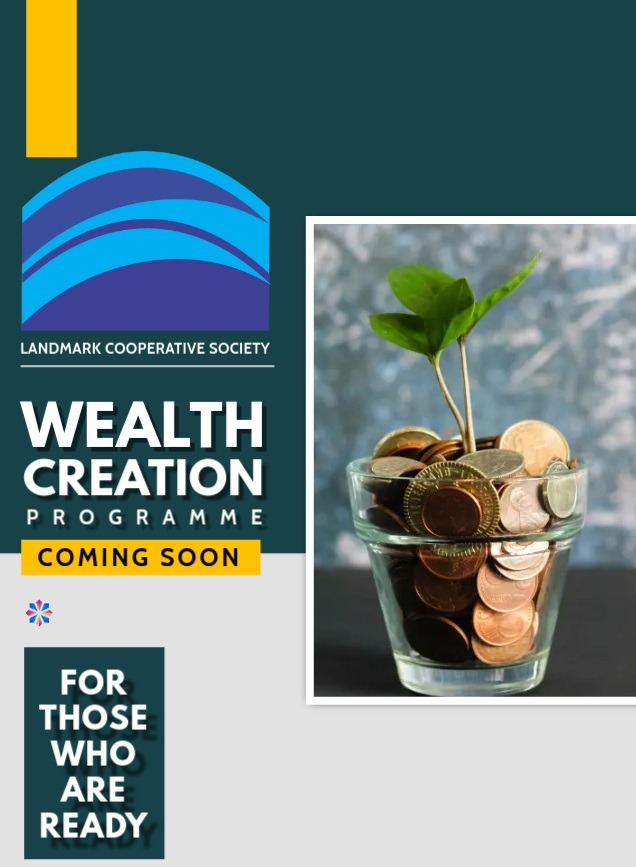 LANDMARK COOPERATIVE SOCIETY
WEALTH
CREATION
PROGRAMME
COMING SOON
FOR
THOSE
WHO
ARE
READY